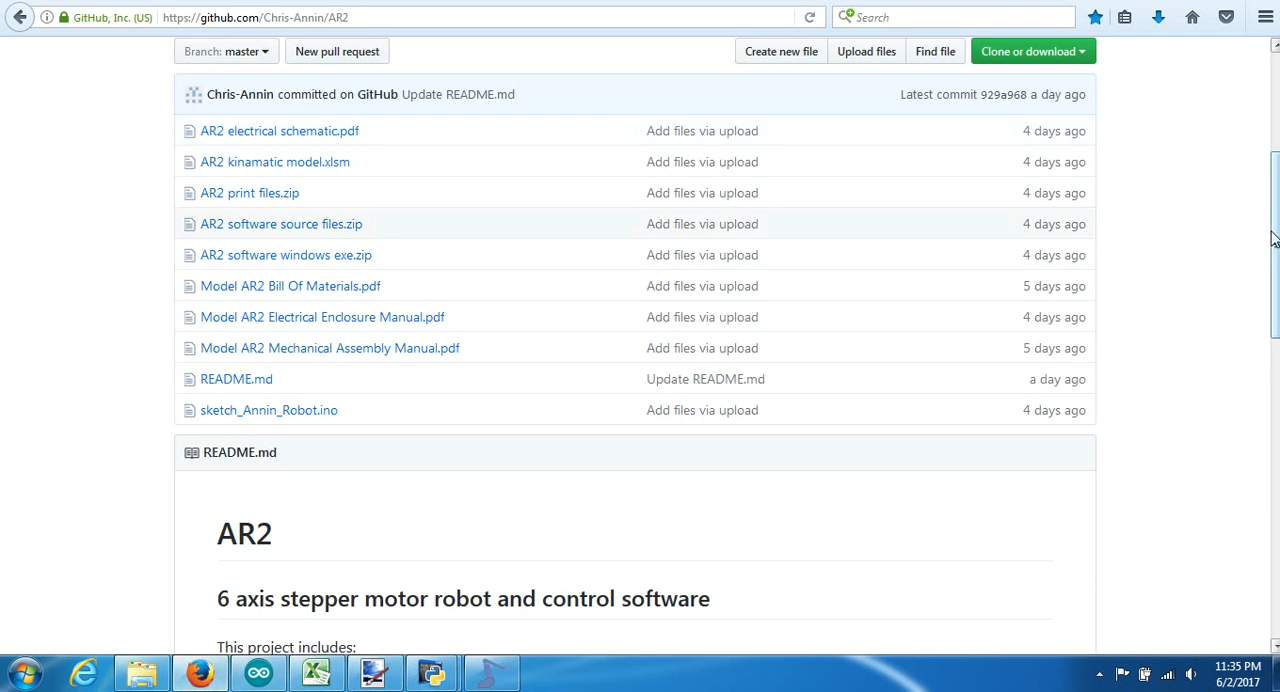 GitHub, Inc. (US) https://github.com/Chris-Annin/AR2 Search
Branch: master New pull request Create new file Upload files Find file Clone or download
Chris-Annin committed on GitHub Update README.md Latest commit 929a968 a day ago
AR2 electrical schematic.pdf Add files via upload 4 days ago
AR2 kinamatic model.xlsm Add files via upload 4 days ago
AR2 print files.zip Add files via upload 4 days ago
AR2 software source files.zip Add files via upload 4 days ago
AR2 software windows exe.zip Add files via upload 4 days ago
Model AR2 Bill Of Materials.pdf Add files via upload 5 days ago
Model AR2 Electrical Enclosure Manual.pdf Add files via upload 4 days ago
Model AR2 Mechanical Assembly Manual.pdf Add files via upload 5 days ago
README.md Update README.md a day ago
sketch_Annin_Robot.ino Add files via upload 4 days ago
README.md
AR2
6 axis stepper motor robot and control software
This project includes:
11:35 PM
6/2/2017